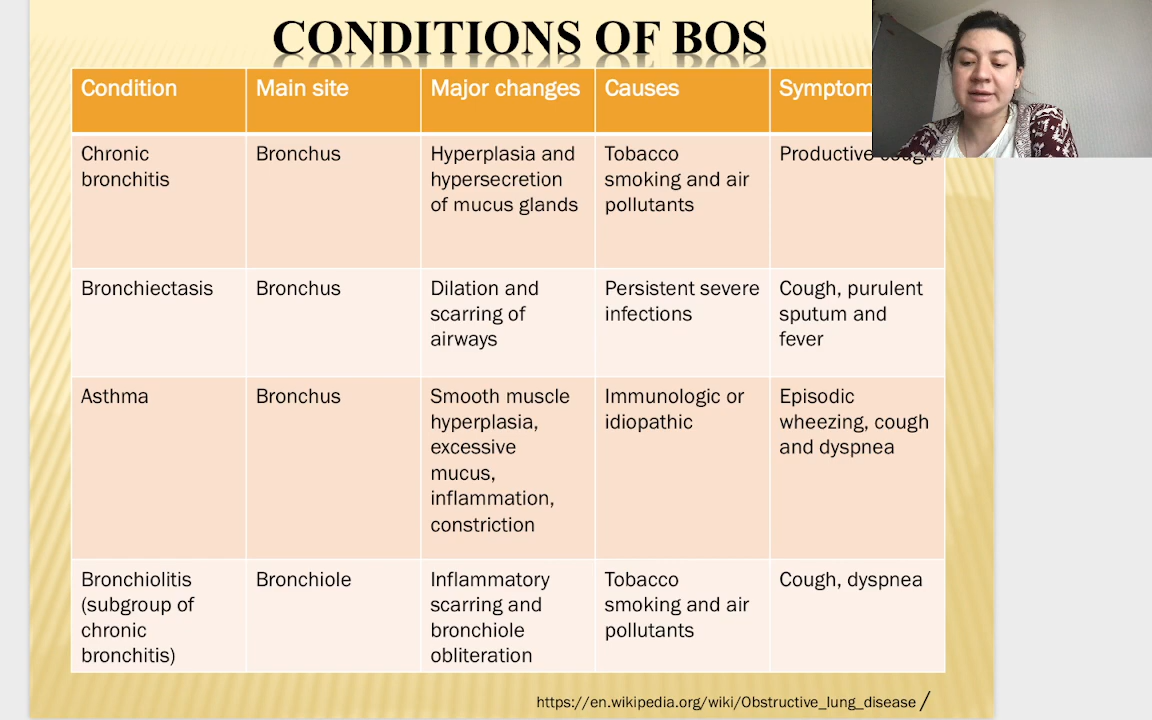 CONDITIONS OF BOS
Condition Main site Major changes Causes Symptom
Chronic
bronchitis
Bronchus
Hyperplasia and
hypersecretion
of mucus glands
Tobacco
smoking and air
pollutants
Productive cough
Bronchiectasis
Bronchus
Dilation and
scarring of
airways
Persistent severe
infections
Cough, purulent
sputum and
fever
Asthma
Bronchus
Smooth muscle
hyperplasia,
excessive
mucus,
inflammation,
constriction
Immunologic or
idiopathic
Episodic
wheezing, cough
and dyspnea
Bronchiolitis
(subgroup of
chronic
bronchitis)
Bronchiole
Inflammatory
scarring and
bronchiole
obliteration
Tobacco
smoking and air
pollutants
Cough, dyspnea
https://en.wikipedia.org/wiki/Obstructive_lung_disease /